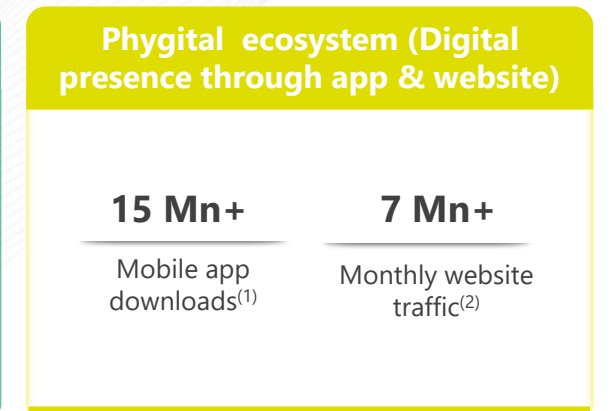 Phygital ecosystem (Digital
presence through app & website)
15 Mn+
Mobile app
downloads(1)
7 Mn+
Monthly website
traffic(2)